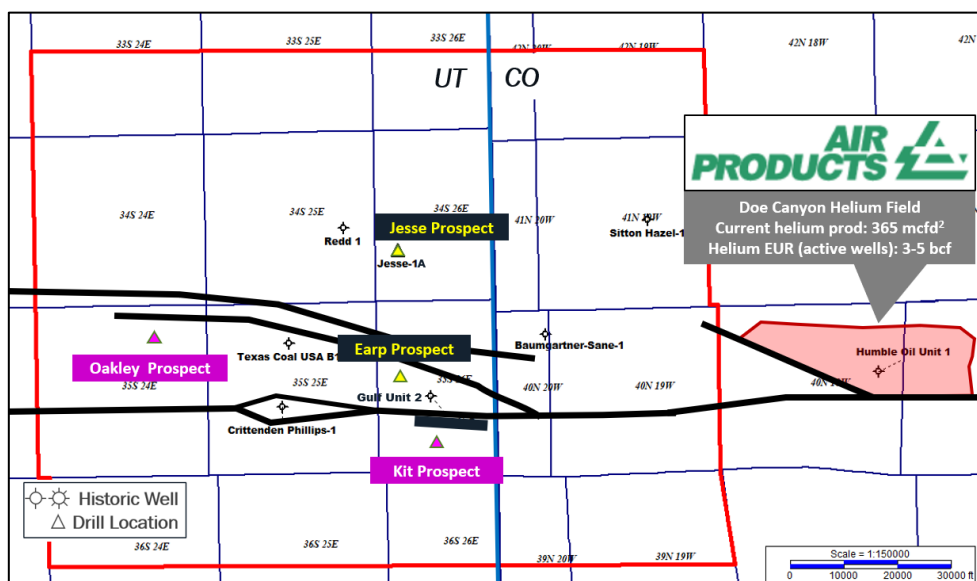 33S 24E
33S 25E
33S 26E
42N 20W
42N 19W
42N 18W
42N
UT
CO
AIR
PRODUCTS
Doe Canyon Helium Field
Current helium prod: 365 mcfd²
Helium EUR (active wells): 3-5 bcf
34S 24E
34S 25E
34S 26E
41N 20W
41N 19W
Redd 1
Jesse Prospect
Jesse-1A
Sitton Hazel-1
Oakley Prospect
Texas Coal USA B1
Earp Prospect
Baumgartner-Sane-1
Humble Oil Unit 1
35S 24E
35S 25E
Gulf Unit 2
40N 20W
40N 19W
Crittenden Phillips-1
Kit Prospect
Historic Well
Drill Location
36S 24E
36S 25E
36S 26E
39N 20W
39N 19W
Scale = 1:150000
0 10000 20000 30000 ft